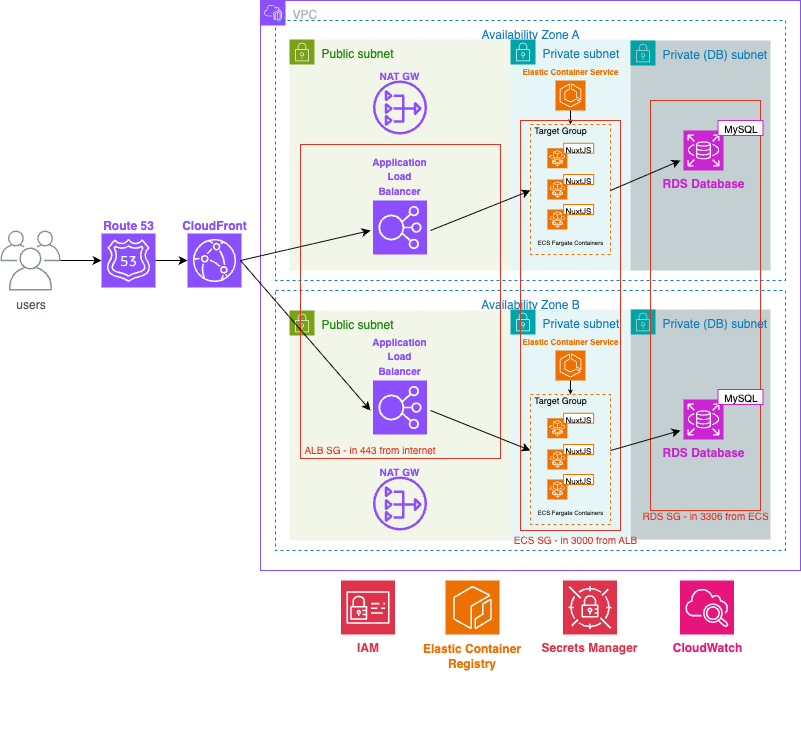 VPC
Availability Zone A
Public subnet
Private subnet
Private (DB) subnet
NAT GW
Elastic Container Service
Target Group
NuxtJS
NuxtJS
NuxtJS
ECS Fargate Containers
MySQL
RDS Database
Application
Load
Balancer
Route 53
53
CloudFront
users
Availability Zone B
Public subnet
Private subnet
Private (DB) subnet
Application
Load
Balancer
Elastic Container Service
Target Group
NuxtJS
NuxtJS
NuxtJS
ECS Fargate Containers
MySQL
RDS Database
ALB SG - in 443 from internet
NAT GW
RDS SG - in 3306 from ECS
ECS SG - in 3000 from ALB
IAM
Elastic Container
Registry
Secrets Manager
CloudWatch